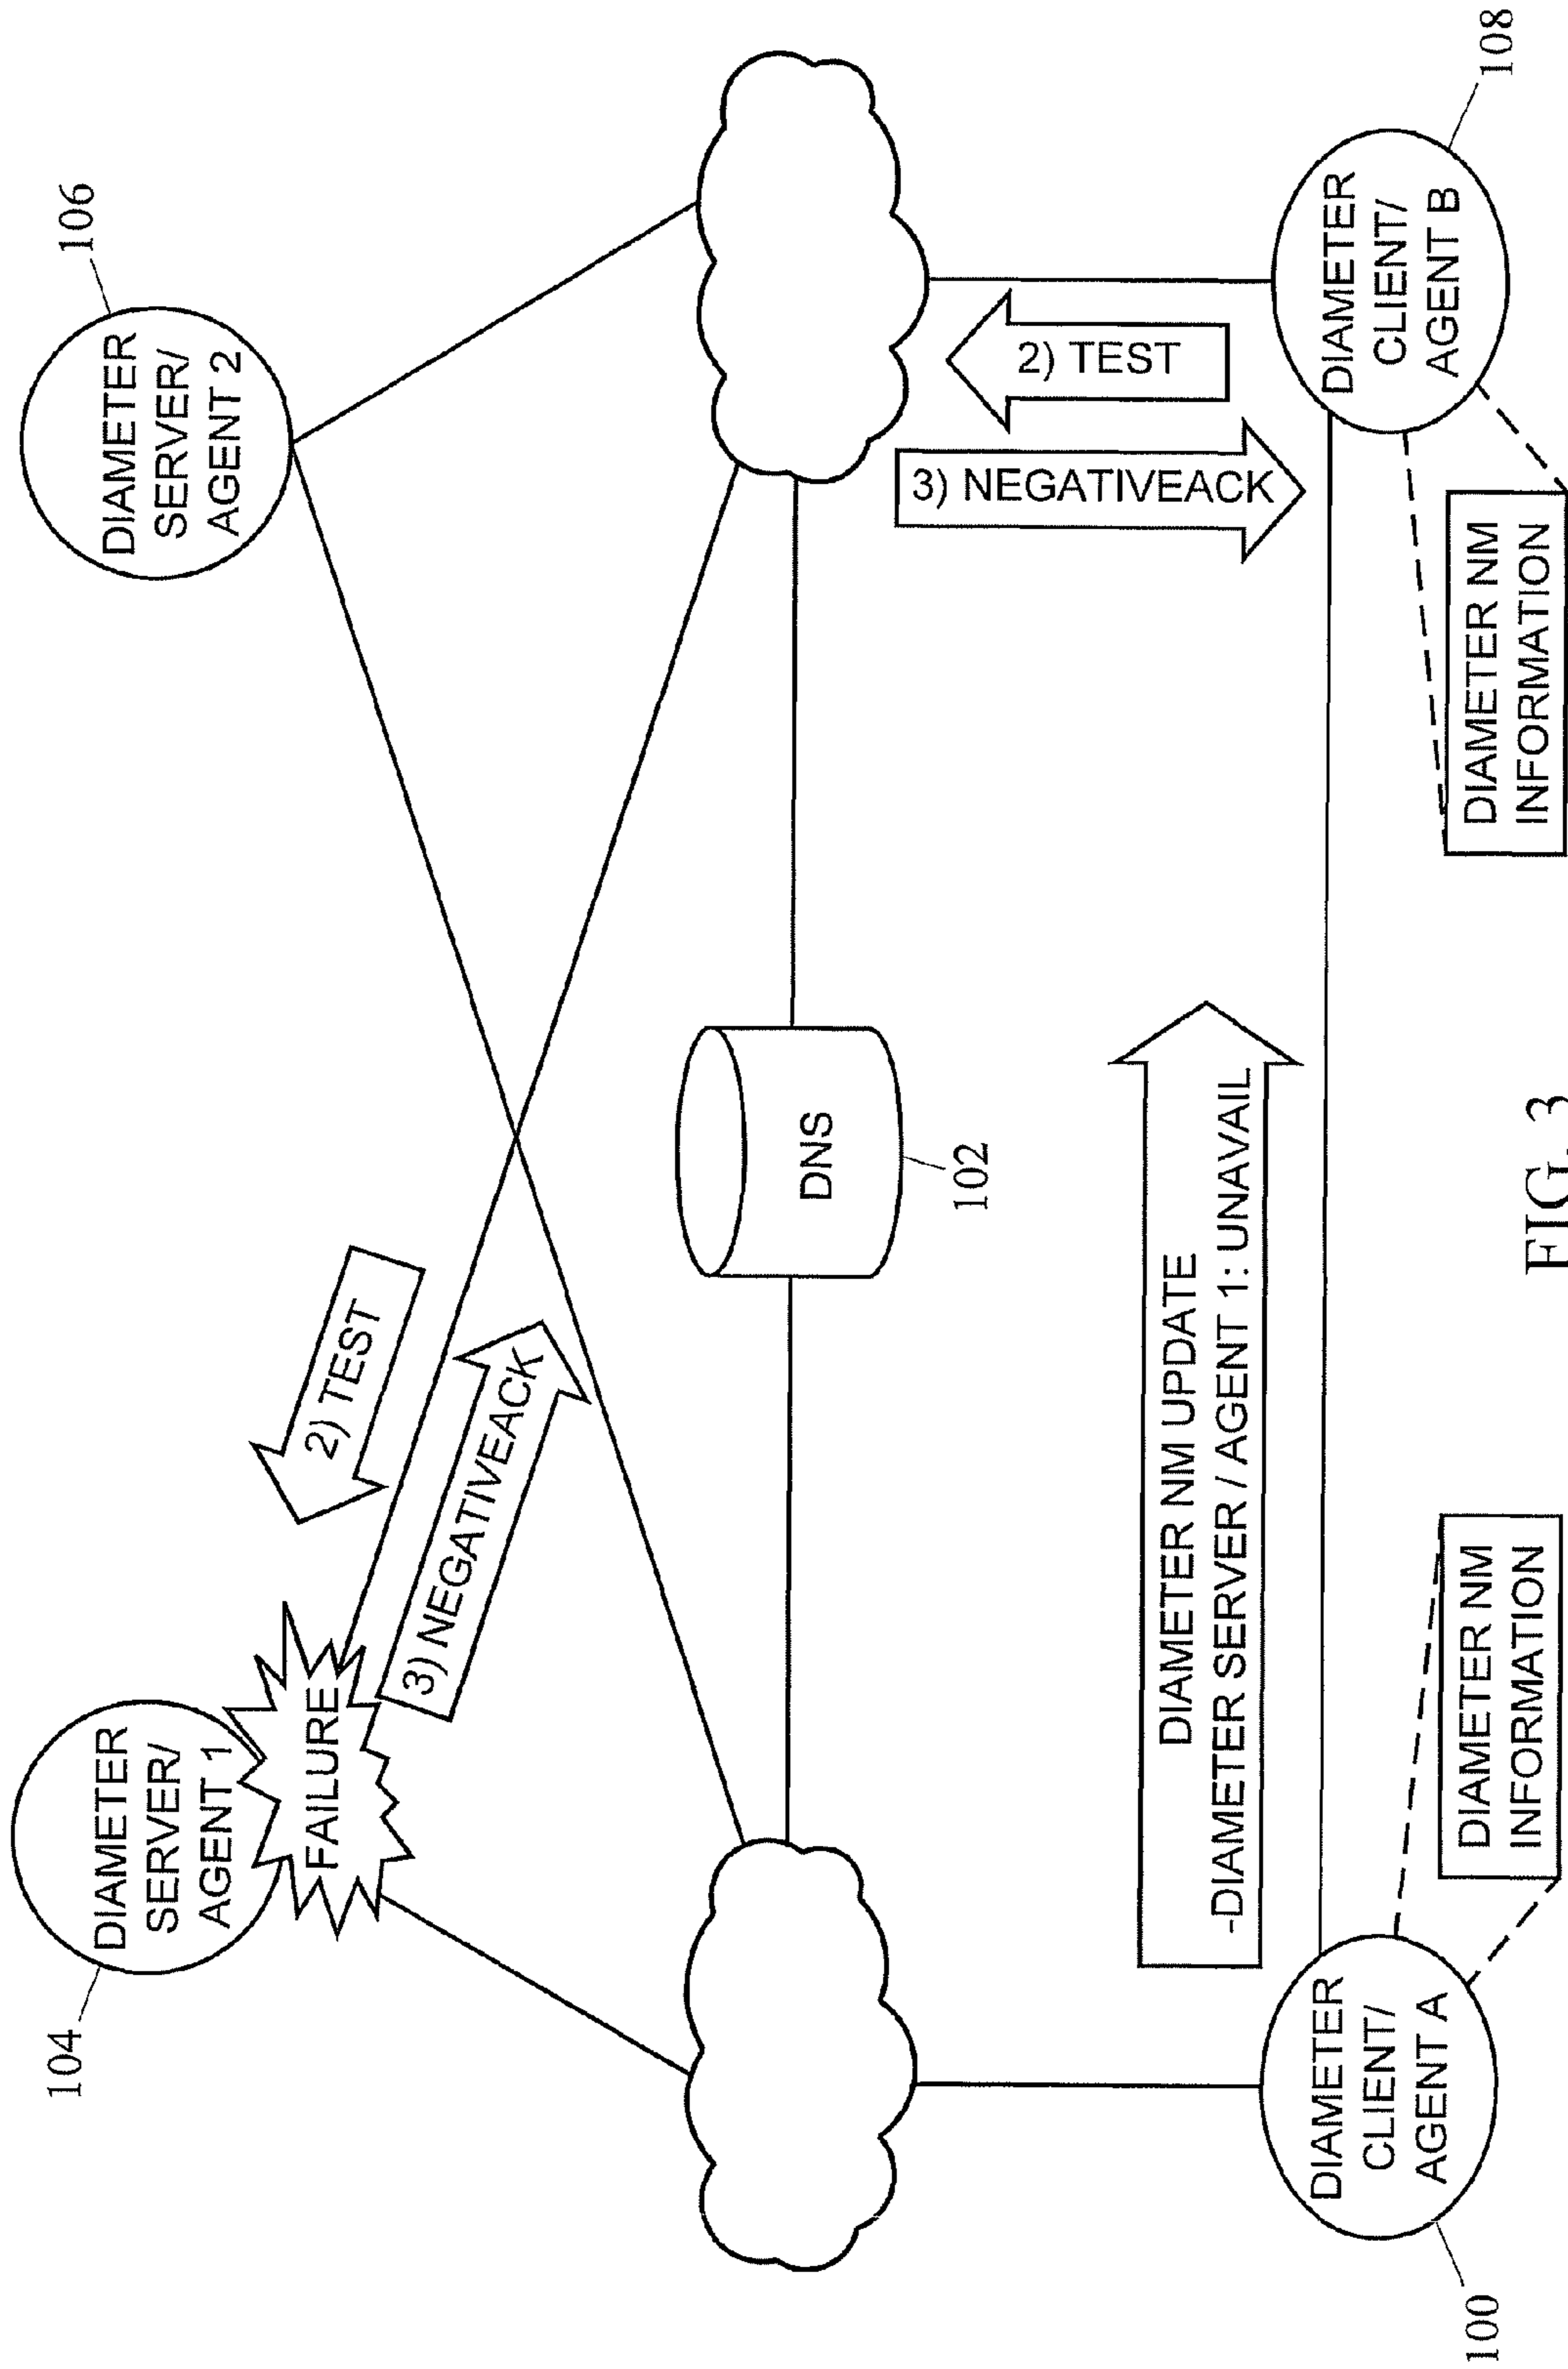 104
DIAMETER
SERVER/
AGENT 1
FAILURE
2) TEST
3) NEGATIVEACK
106
DIAMETER
SERVER/
AGENT 2
DNS
102
2) TEST
3) NEGATIVEACK
DIAMETER NM UPDATE
-DIAMETER SERVER / AGENT 1: UNAVAIL
DIAMETER
CLIENT/
AGENT A
100
DIAMETER NM
INFORMATION
DIAMETER
CLIENT/
AGENT B
108
DIAMETER NM
INFORMATION
FIG. 3